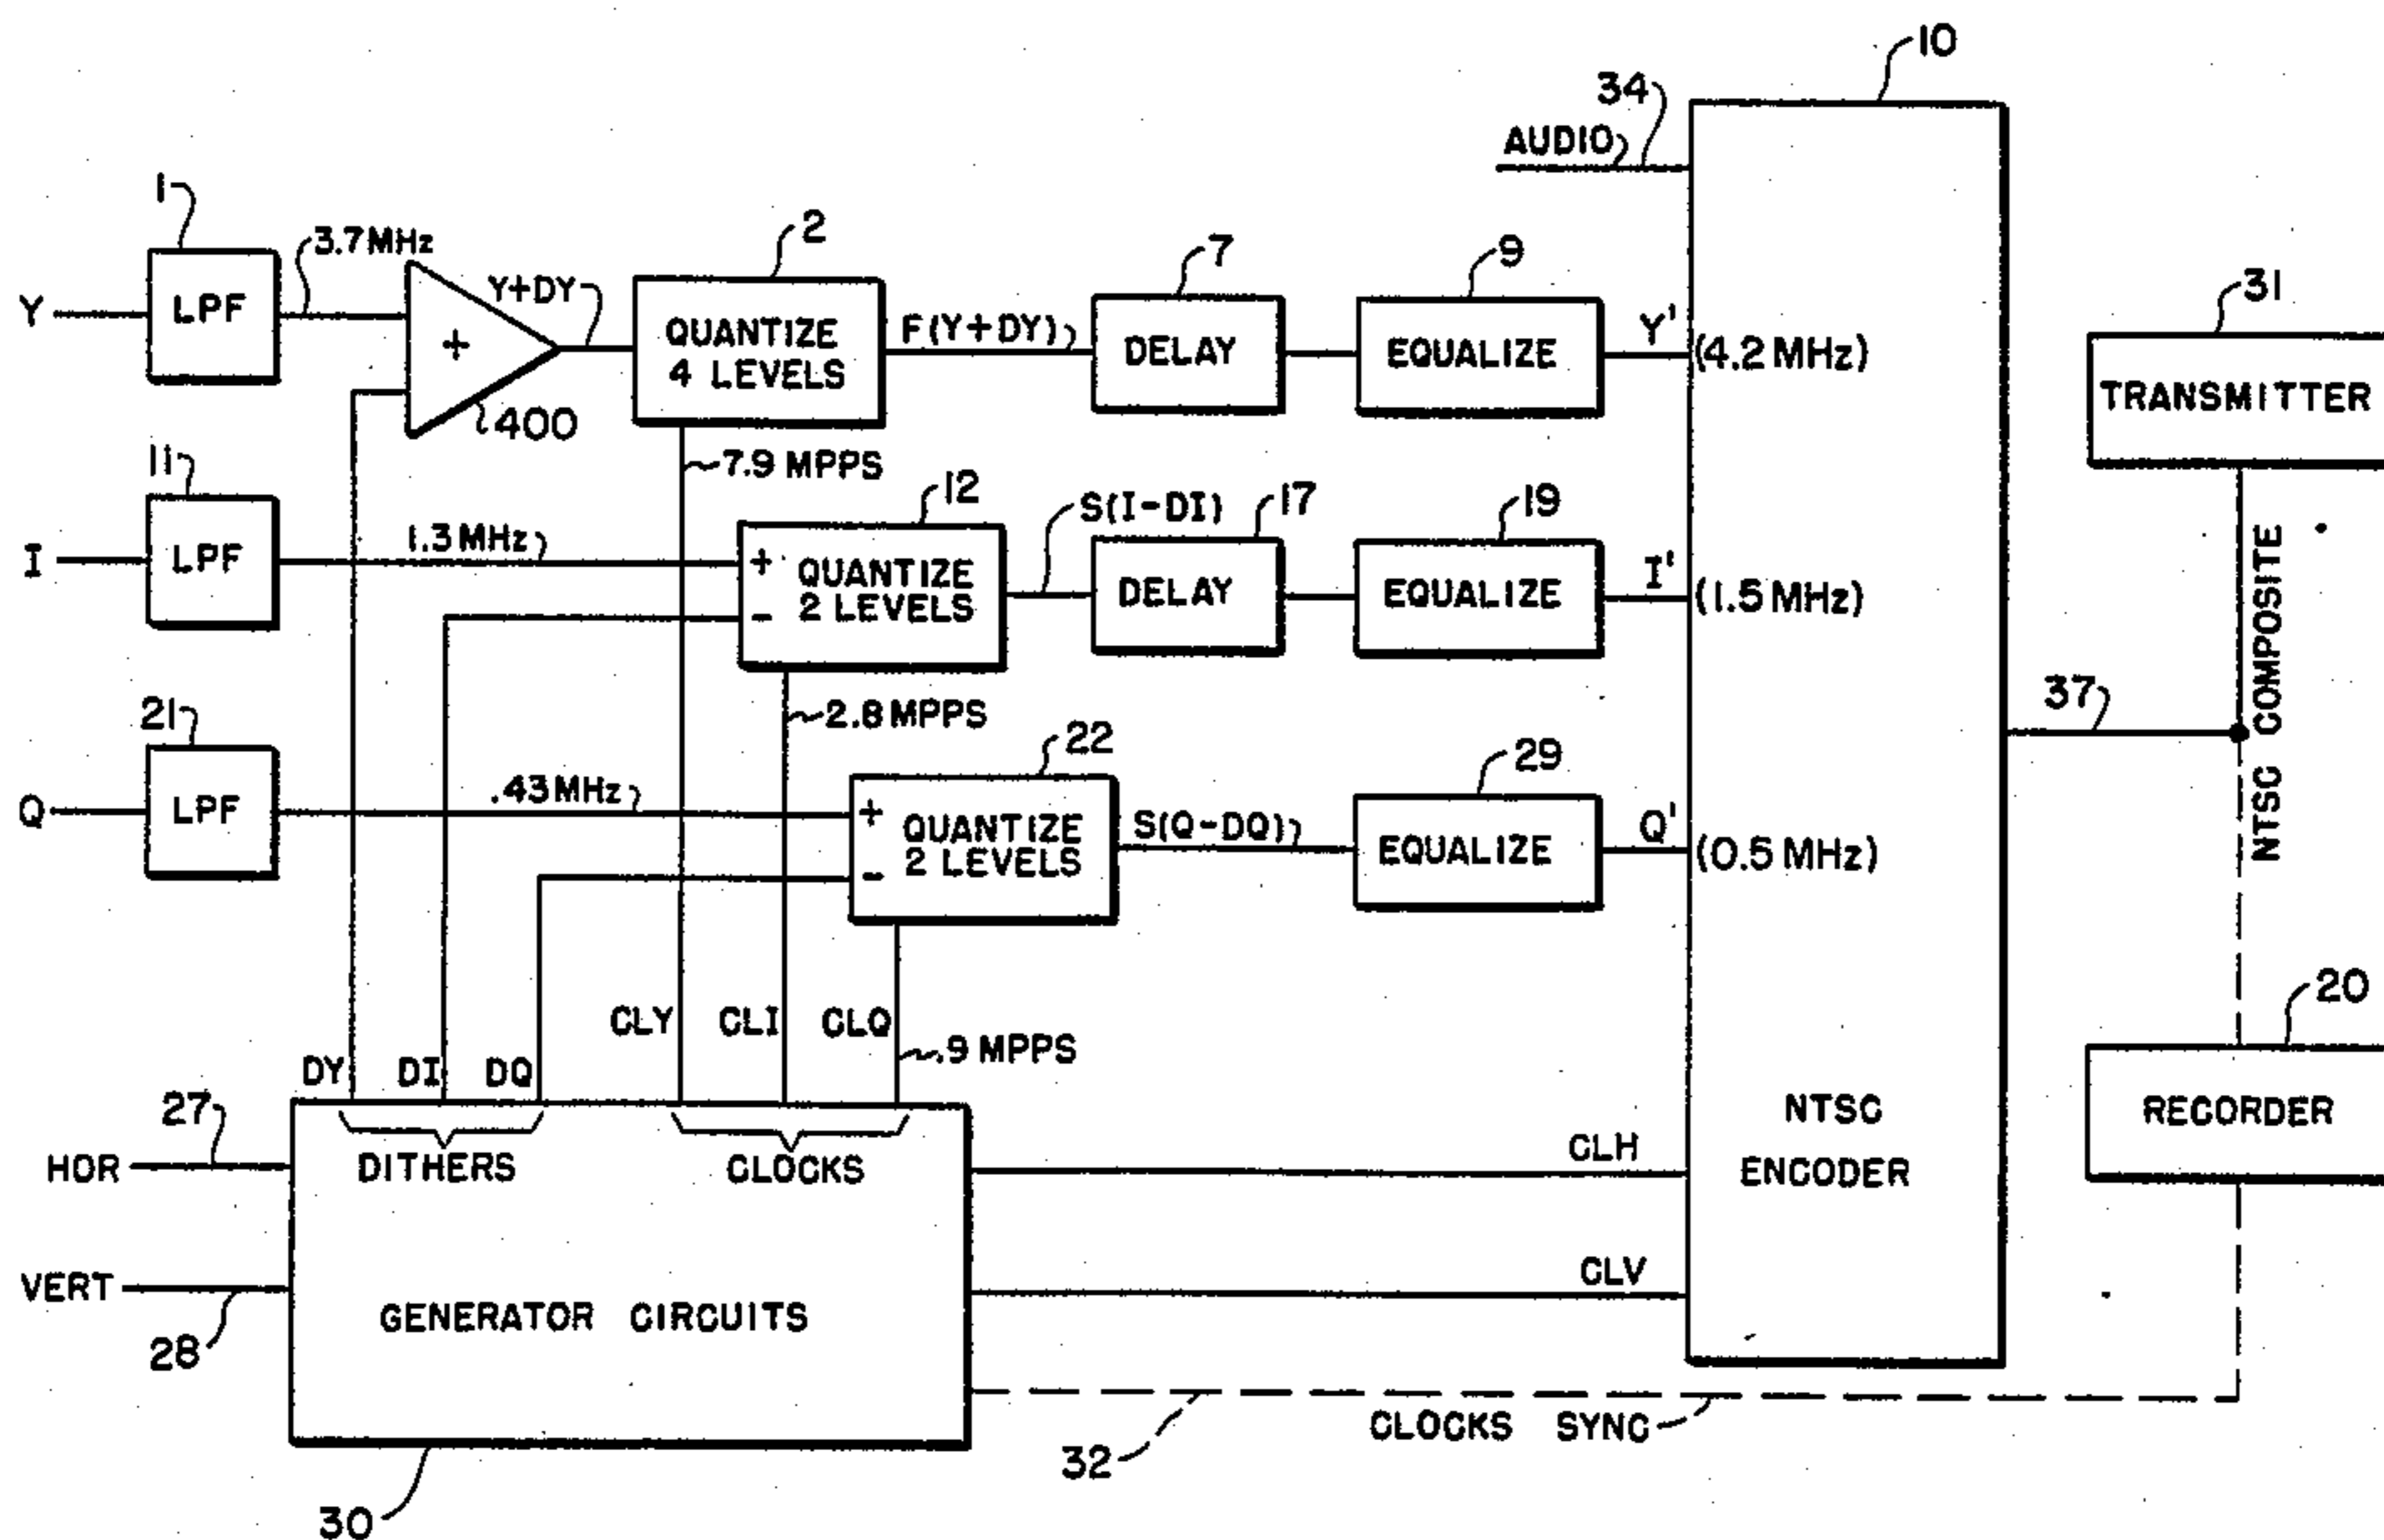 10
34
AUDIO
1
3.7 MHz
2
7
9
31
Y
LPF
+
Y+DY
QUANTIZE
4 LEVELS
F(Y+DY)
DELAY
EQUALIZE
Y'
(4.2 MHz)
TRANSMITTER
400
7.9 MPPS
11
12
S(I-DI)
17
19
I
LPF
1.3 MHz
+
-
QUANTIZE
2 LEVELS
DELAY
EQUALIZE
I'
(1.5 MHz)
NTSC COMPOSITE
2.8 MPPS
37
21
22
29
Q
LPF
.43 MHz
+
-
QUANTIZE
2 LEVELS
S(Q-DQ)
EQUALIZE
Q'
(0.5 MHz)
20
CLY
CLI
CLQ
.9 MPPS
DY
DI
DQ
27
HOR
DITHERS
CLOCKS
CLH
NTSC
ENCODER
RECORDER
VERT
28
GENERATOR CIRCUITS
CLV
32
CLOCKS SYNC
30